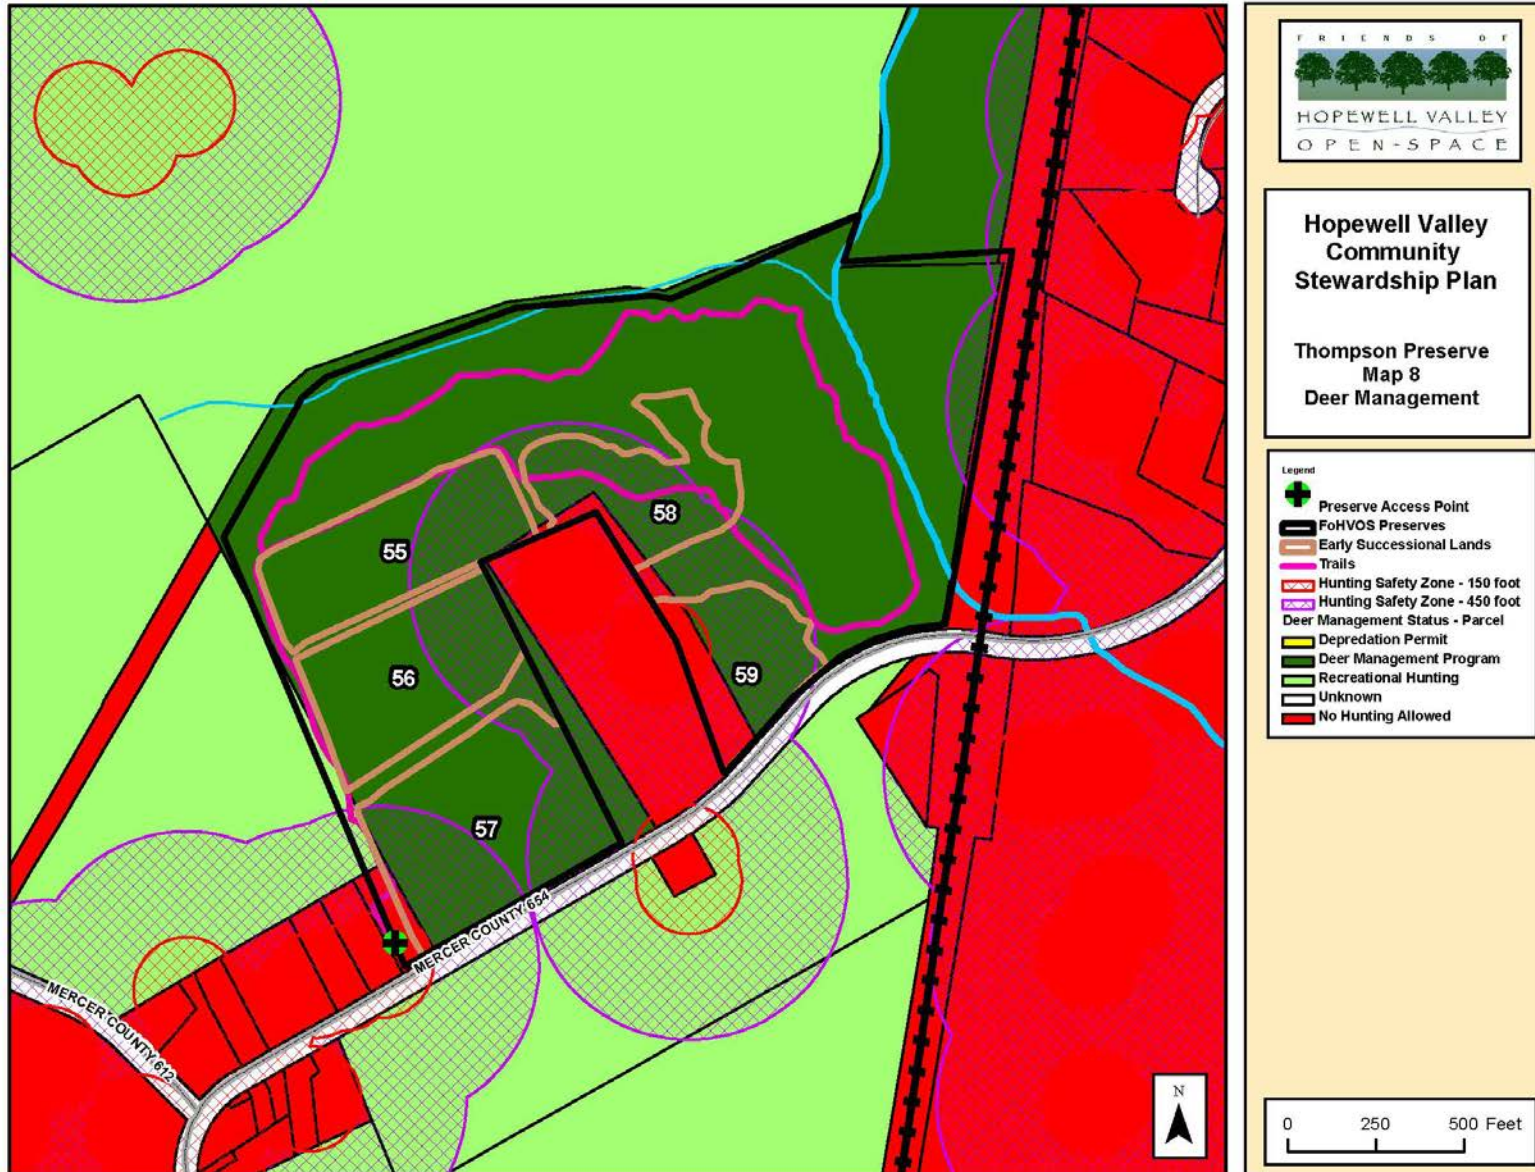 FRIENDS OF
HOPEWELL VALLEY
OPEN-SPACE
Hopewell Valley
Community
Stewardship Plan
Thompson Preserve
Map 8
Deer Management
Legend
Preserve Access Point
FoHVOS Preserves
Early Successional Lands
Trails
Hunting Safety Zone - 150 foot
Hunting Safety Zone - 450 foot
Deer Management Status - Parcel
Depredation Permit
Deer Management Program
Recreational Hunting
Unknown
No Hunting Allowed
58
55
56
59
57
MERCER COUNTY 654
MERCER COUNTY 612
N
0 250 500 Feet